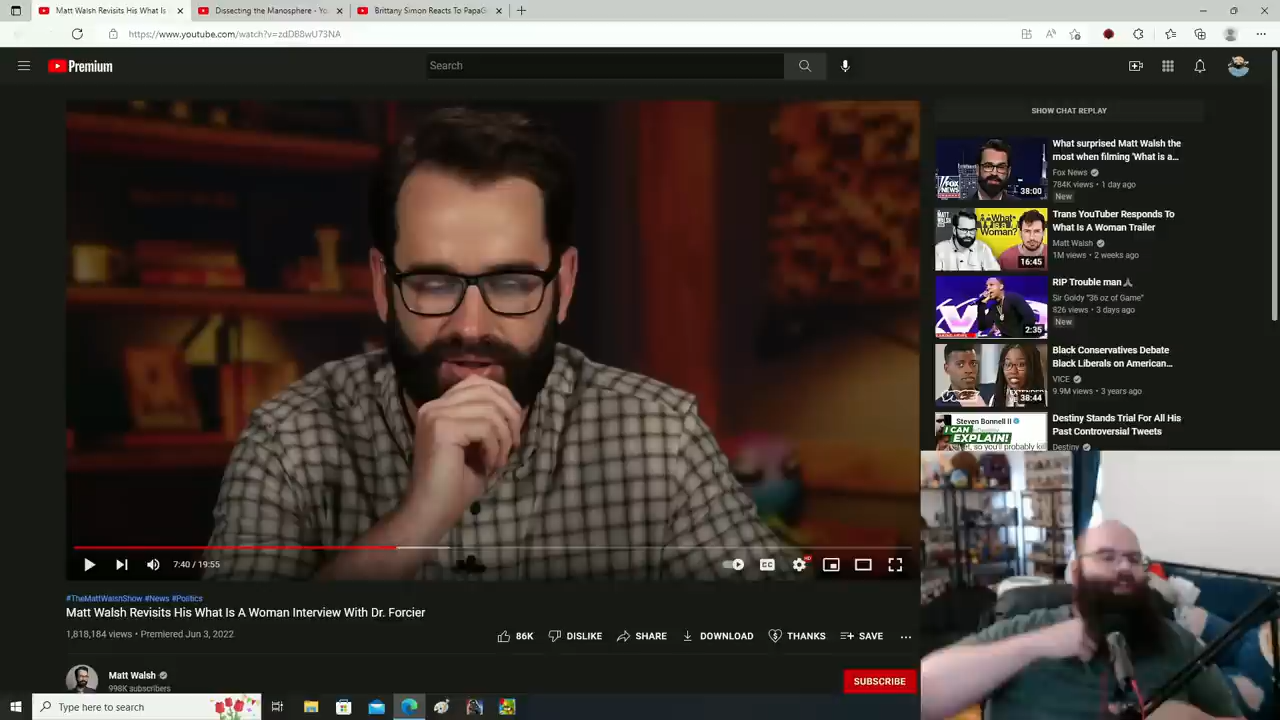 Matt Walsh Revisits His What Is
Dissecting the Manosphere - Yo
Brittany Simon Reacts To PapaG
https://www.youtube.com/watch?v=zdDB8wU73NA
Premium
Search
SHOW CHAT REPLAY
What surprised Matt Walsh the
most when filming 'What is a...
Fox News
784K views • 1 day ago
New
38:00
Trans YouTuber Responds To
What Is A Woman Trailer
Matt Walsh
1M views • 2 weeks ago
16:45
RIP Trouble man🙏
Sir Goldy "36 oz of Game"
826 views • 3 days ago
New
2:35
Black Conservatives Debate
Black Liberals on American...
VICE
9.9M views • 3 years ago
38:44
Destiny Stands Trial For All His
Past Controversial Tweets
Destiny
Steven Bonnell II
I CAN
EXPLAIN!
7:40 / 19:55
#TheMattWalshShow #News #Politics
Matt Walsh Revisits His What Is A Woman Interview With Dr. Forcier
1,818,184 views • Premiered Jun 3, 2022
86K
DISLIKE
SHARE
DOWNLOAD
THANKS
SAVE
Matt Walsh
998K subscribers
SUBSCRIBE
Type here to search